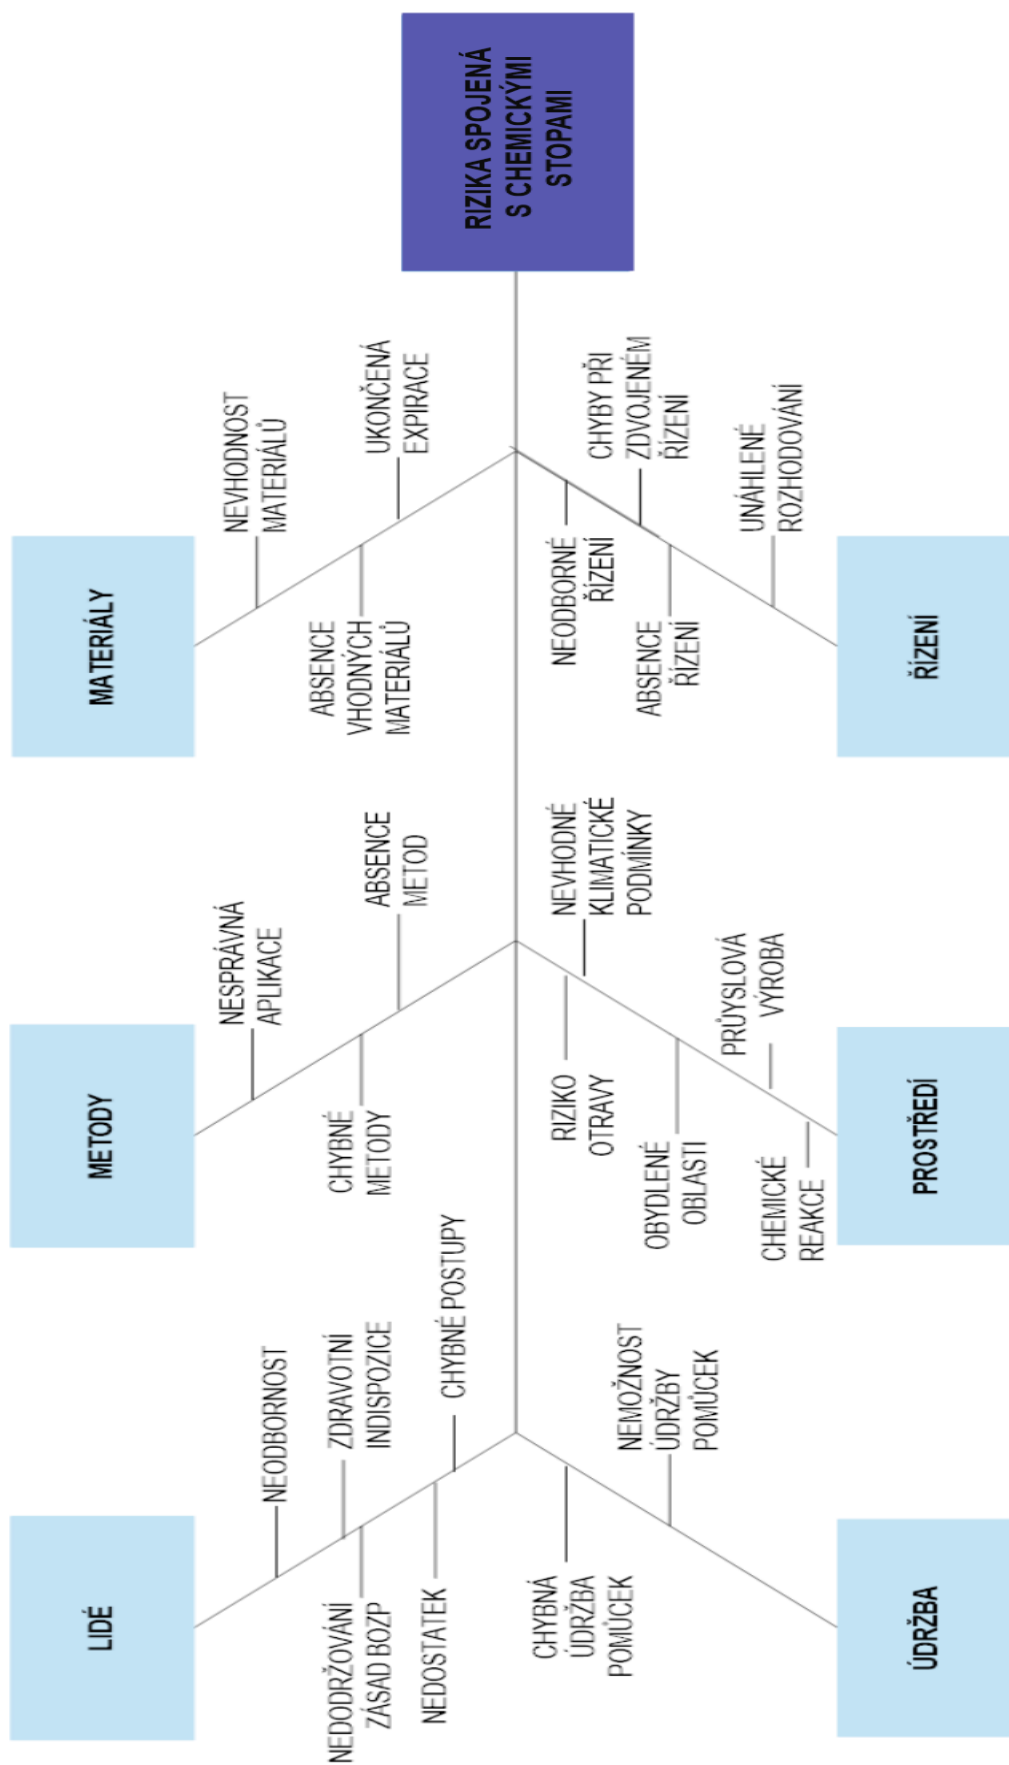 LIDÉ
METODY
MATERIÁLY
NEODBORNOST
ZDRAVOTNÍ
INDISPOZICE
CHYBNÉ POSTUPY
NEDODRŽOVÁNÍ
ZÁSAD BOZP
NEDOSTATEK
NESPRÁVNÁ
APLIKACE
ABSENCE
METOD
CHYBNÉ
METODY
NEVHODNOST
MATERIÁLŮ
UKONČENÁ
EXPIRACE
ABSENCE
VHODNÝCH
MATERIÁLŮ
RIZIKA SPOJENÁ
S CHEMICKÝMI
STOPAMI
CHYBNÁ
ÚDRŽBA
POMŮCEK
NEMOŽNOST
ÚDRŽBY
POMŮCEK
RIZIKO
OTRAVY
NEVHODNÉ
KLIMATICKÉ
PODMÍNKY
OBYDLENÉ
OBLASTI
PRŮYSLOVÁ
VÝROBA
CHEMICKÉ
REAKCE
NEODBORNÉ
ŘÍZENÍ
CHYBY PŘI
ZDVOJENÉM
ŘÍZENÍ
ABSENCE
ŘÍZENÍ
UNÁHLENÉ
ROZHODOVÁNÍ
ÚDRŽBA
PROSTŘEDÍ
ŘÍZENÍ